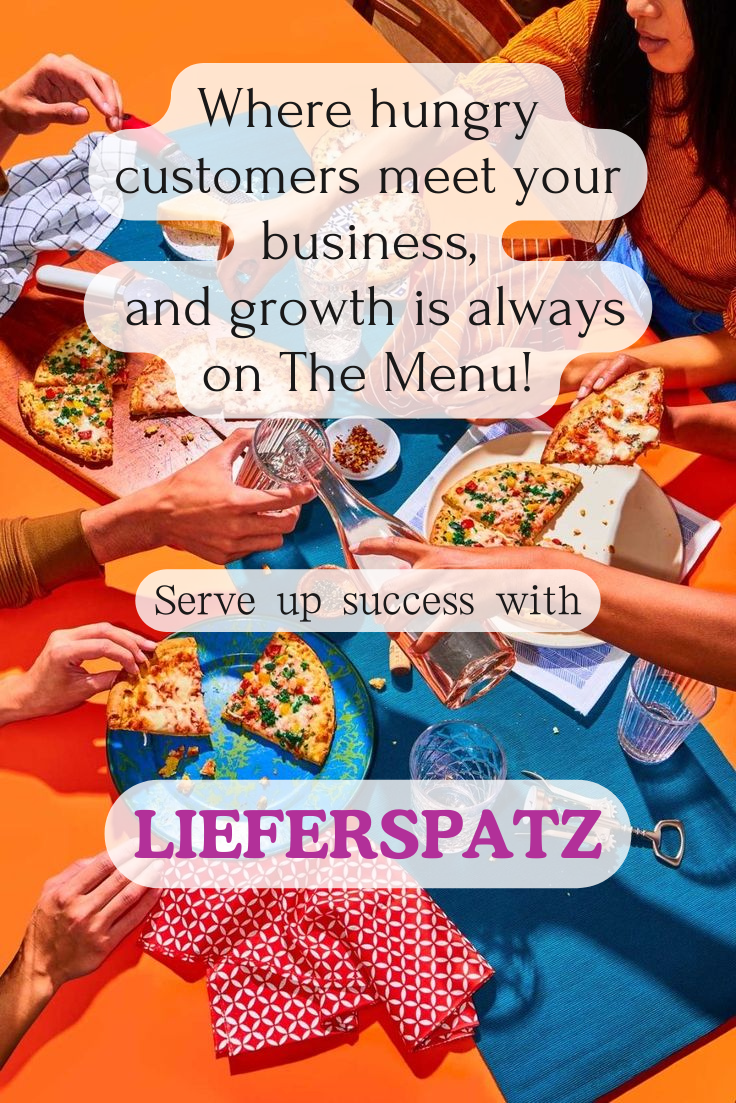 Where hungry
customers meet your
business,
and growth is always
on The Menu!
Serve up success with
LIEFERSPATZ